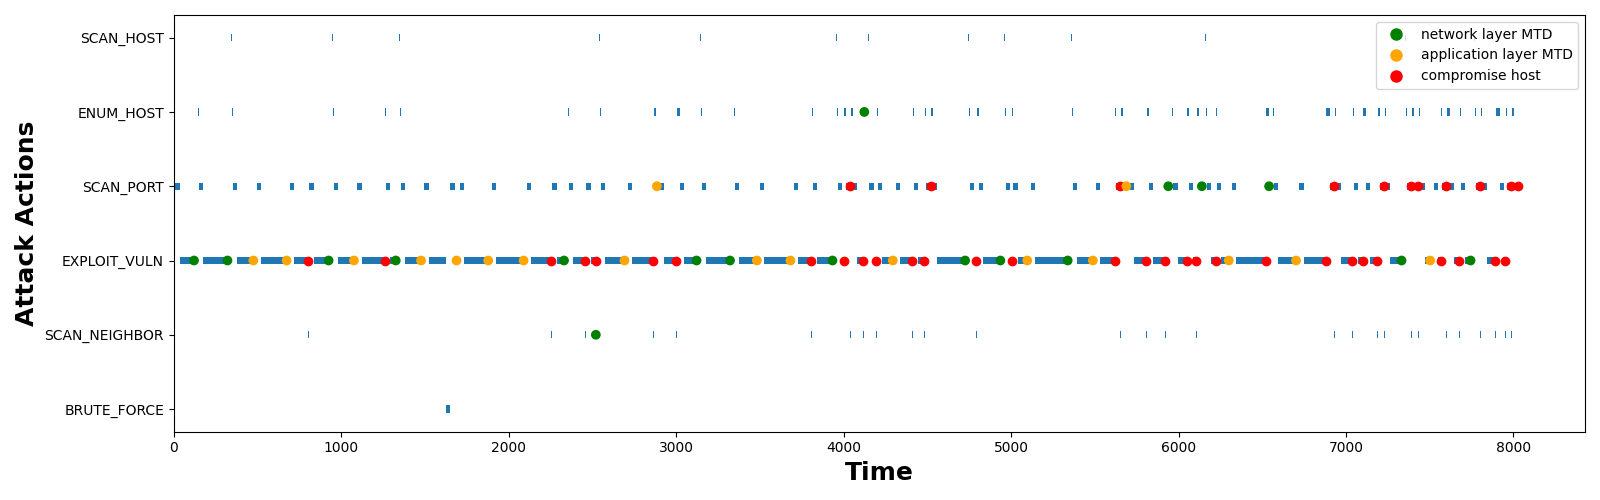 SCAN_HOST
ENUM_HOST
SCAN_PORT
EXPLOIT_VULN
SCAN_NEIGHBOR
BRUTE_FORCE
Attack Actions
network layer MTD
application layer MTD
compromise host
0 1000 2000 3000 4000 5000 6000 7000 8000
Time